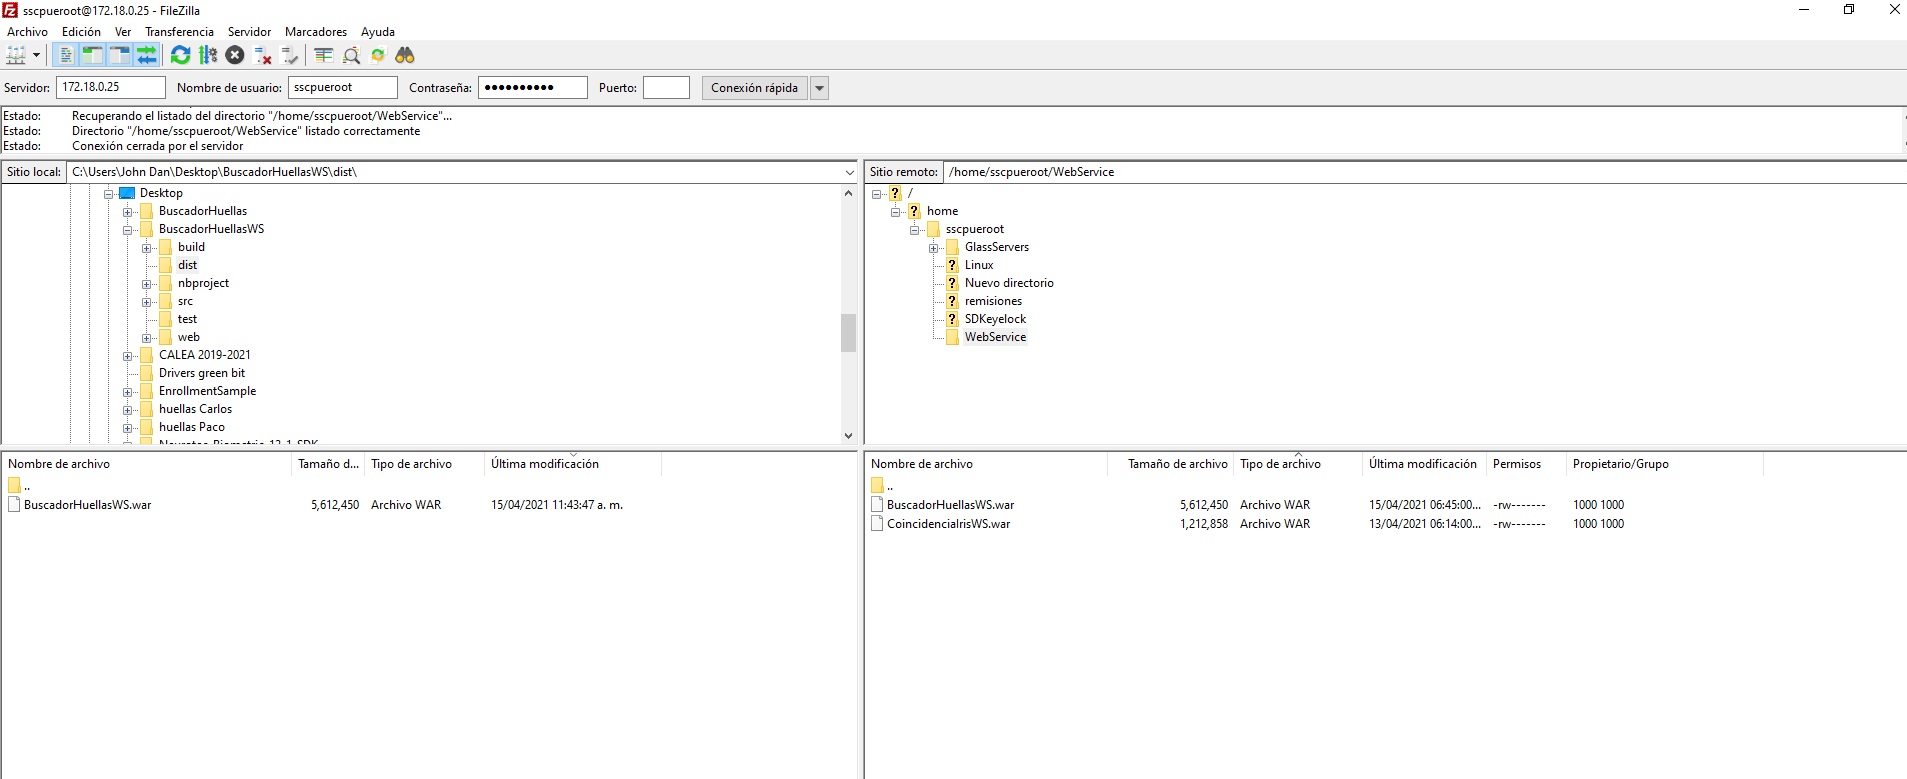 sscpueroot@172.18.0.25 - FileZilla
Archivo Edición Ver Transferencia Servidor Marcadores Ayuda
Servidor: 172.18.0.25 Nombre de usuario: sscpueroot Contraseña: ●●●●●●●●●● Puerto: Conexión rápida
Estado: Recuperando el listado del directorio "/home/sscpueroot/WebService"...
Estado: Directorio "/home/sscpueroot/WebService" listado correctamente
Estado: Conexión cerrada por el servidor
Sitio local: C:\Users\John Dan\Desktop\BuscadorHuellasWS\dist\
Desktop
BuscadorHuellas
BuscadorHuellasWS
build
dist
nbproject
src
test
web
CALEA 2019-2021
Drivers green bit
EnrollmentSample
huellas Carlos
huellas Paco
Nombre de archivo Tamaño d... Tipo de archivo Última modificación
..
BuscadorHuellasWS.war 5,612,450 Archivo WAR 15/04/2021 11:43:47 a. m.
Sitio remoto: /home/sscpueroot/WebService
/
home
sscpueroot
GlassServers
Linux
Nuevo directorio
remisiones
SDKeyelock
WebService
Nombre de archivo Tamaño de archivo Tipo de archivo Última modificación Permisos Propietario/Grupo
..
BuscadorHuellasWS.war 5,612,450 Archivo WAR 15/04/2021 06:45:00... -rw------- 1000 1000
CoincidenciaIrisWS.war 1,212,858 Archivo WAR 13/04/2021 06:14:00... -rw------- 1000 1000